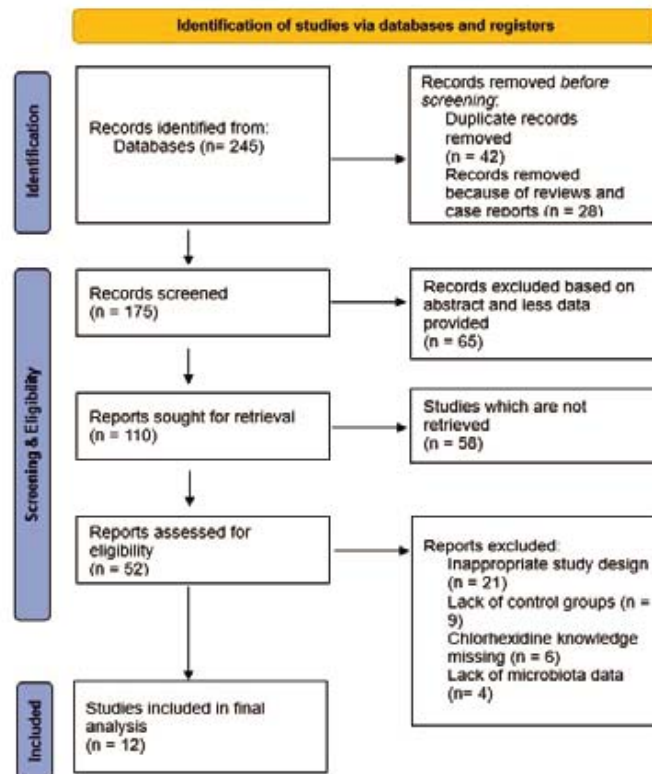 Identification of studies via databases and registers
Identification
Records identified from:
Databases (n= 245)
Records removed before
screening:
Duplicate records
removed
(n = 42)
Records removed
because of reviews and
case reports (n = 28)
Screening & Eligibility
Records screened
(n = 175)
Records excluded based on
abstract and less data
provided
(n = 65)
Reports sought for retrieval
(n = 110)
Studies which are not
retrieved
(n = 58)
Reports assessed for
eligibility
(n = 52)
Reports excluded:
Inappropriate study design
(n = 21)
Lack of control groups (n =
9)
Chlorhexidine knowledge
missing (n = 6)
Lack of microbiota data
(n= 4)
Included
Studies included in final
analysis
(n = 12)